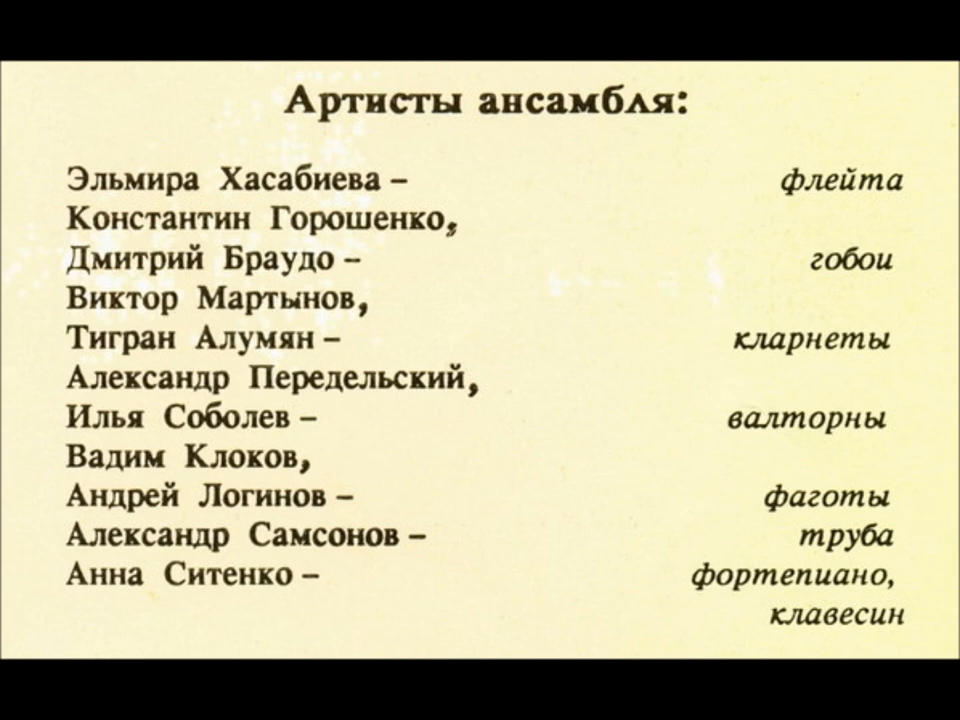 Артисты ансамбля:
Эльмира Хасабиева – флейта
Константин Горошенко,
Дмитрий Браудо – гобои
Виктор Мартынов,
Тигран Алумян – кларнеты
Александр Передельский,
Илья Соболев – валторны
Вадим Клоков,
Андрей Логинов – фаготы
Александр Самсонов – труба
Анна Ситенко – фортепиано,
клавесин